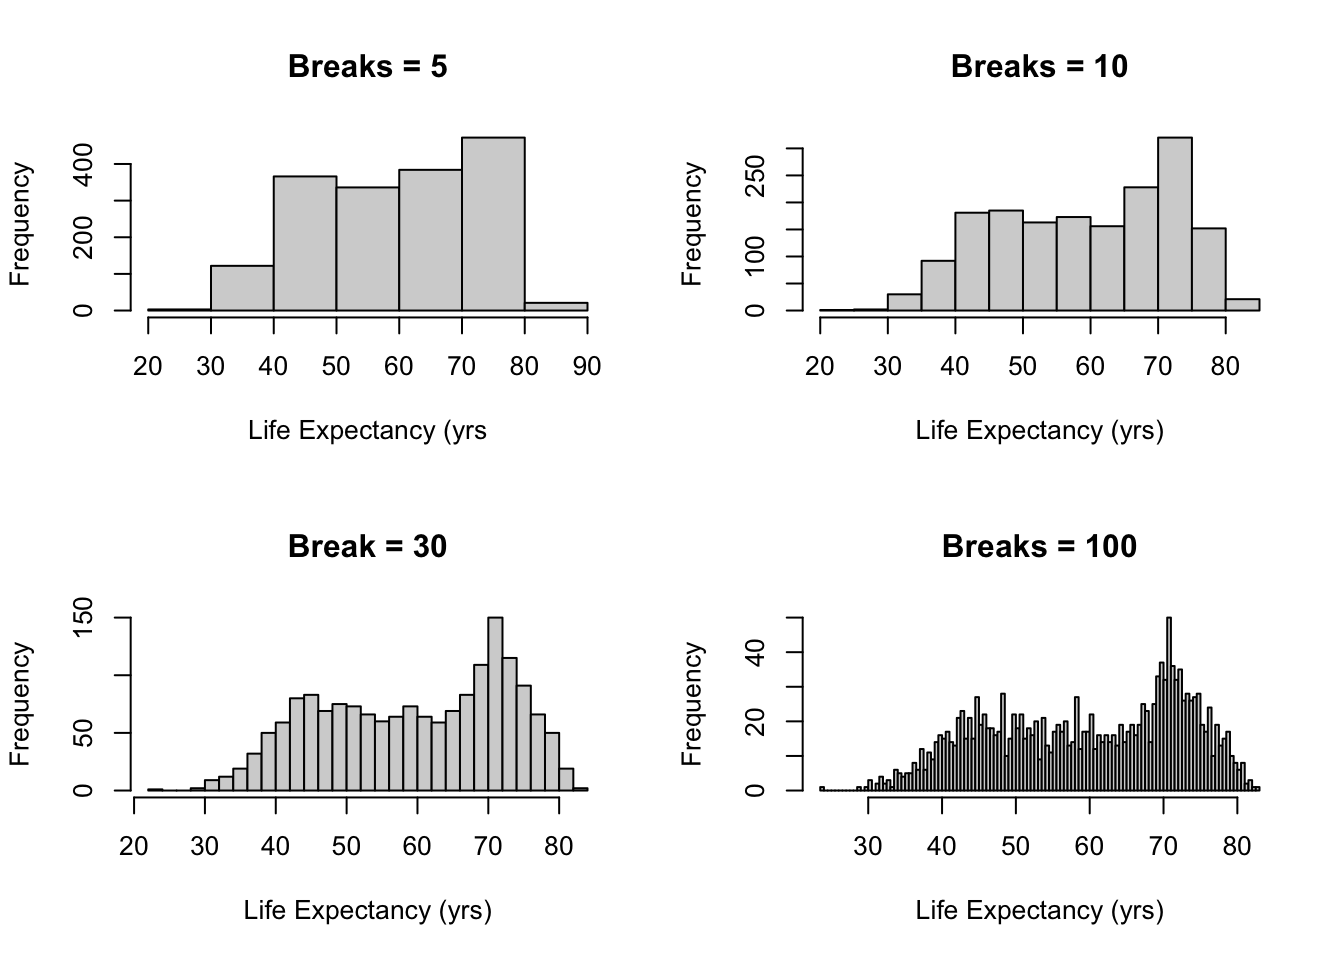 Breaks = 5
Frequency
400
200
0
20 30 40 50 60 70 80 90
Life Expectancy (yrs
Breaks = 10
Frequency
250
100
0
20 30 40 50 60 70 80
Life Expectancy (yrs)
Break = 30
Frequency
150
50
0
20 30 40 50 60 70 80
Life Expectancy (yrs)
Breaks = 100
Frequency
40
20
0
30 40 50 60 70 80
Life Expectancy (yrs)